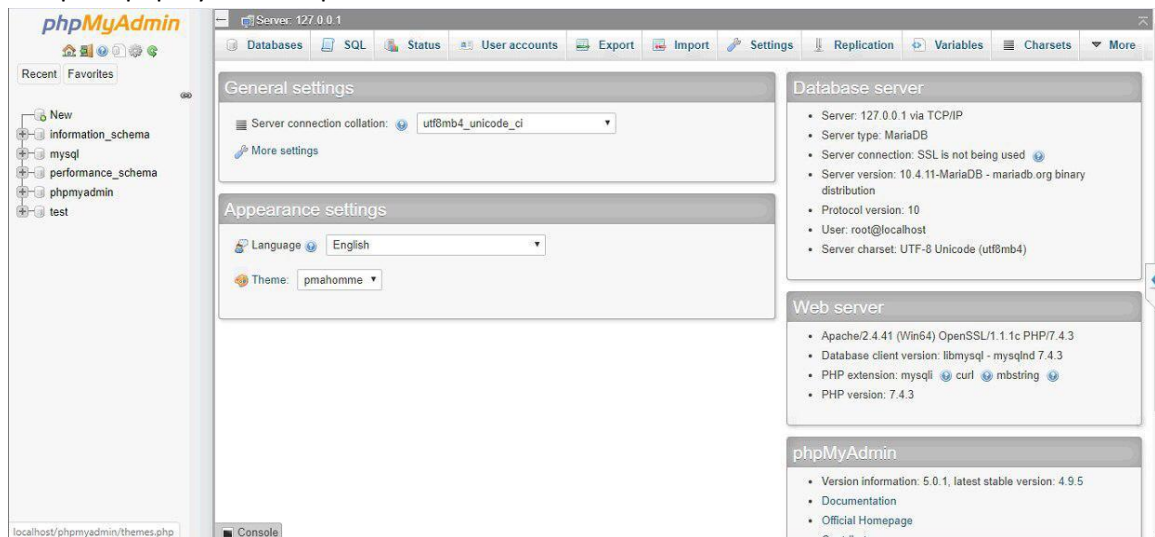 phpMyAdmin
Recent Favorites
New
information_schema
mysql
performance_schema
phpmyadmin
test
localhost/phpmyadmin/themes.php
Server: 127.0.0.1
Databases SQL Status User accounts Export Import Settings Replication Variables Charsets More
General settings
Server connection collation: utf8mb4_unicode_ci
More settings
Appearance settings
Language English
Theme: pmahomme
Console
Database server
Server: 127.0.0.1 via TCP/IP
Server type: MariaDB
Server connection: SSL is not being used
Server version: 10.4.11-MariaDB - mariadb.org binary
distribution
Protocol version: 10
User: root@localhost
Server charset: UTF-8 Unicode (utf8mb4)
Web server
Apache/2.4.41 (Win64) OpenSSL/1.1.1c PHP/7.4.3
Database client version: libmysql - mysqlnd 7.4.3
PHP extension: mysqli curl mbstring
PHP version: 7.4.3
phpMyAdmin
Version information: 5.0.1, latest stable version: 4.9.5
Documentation
Official Homepage